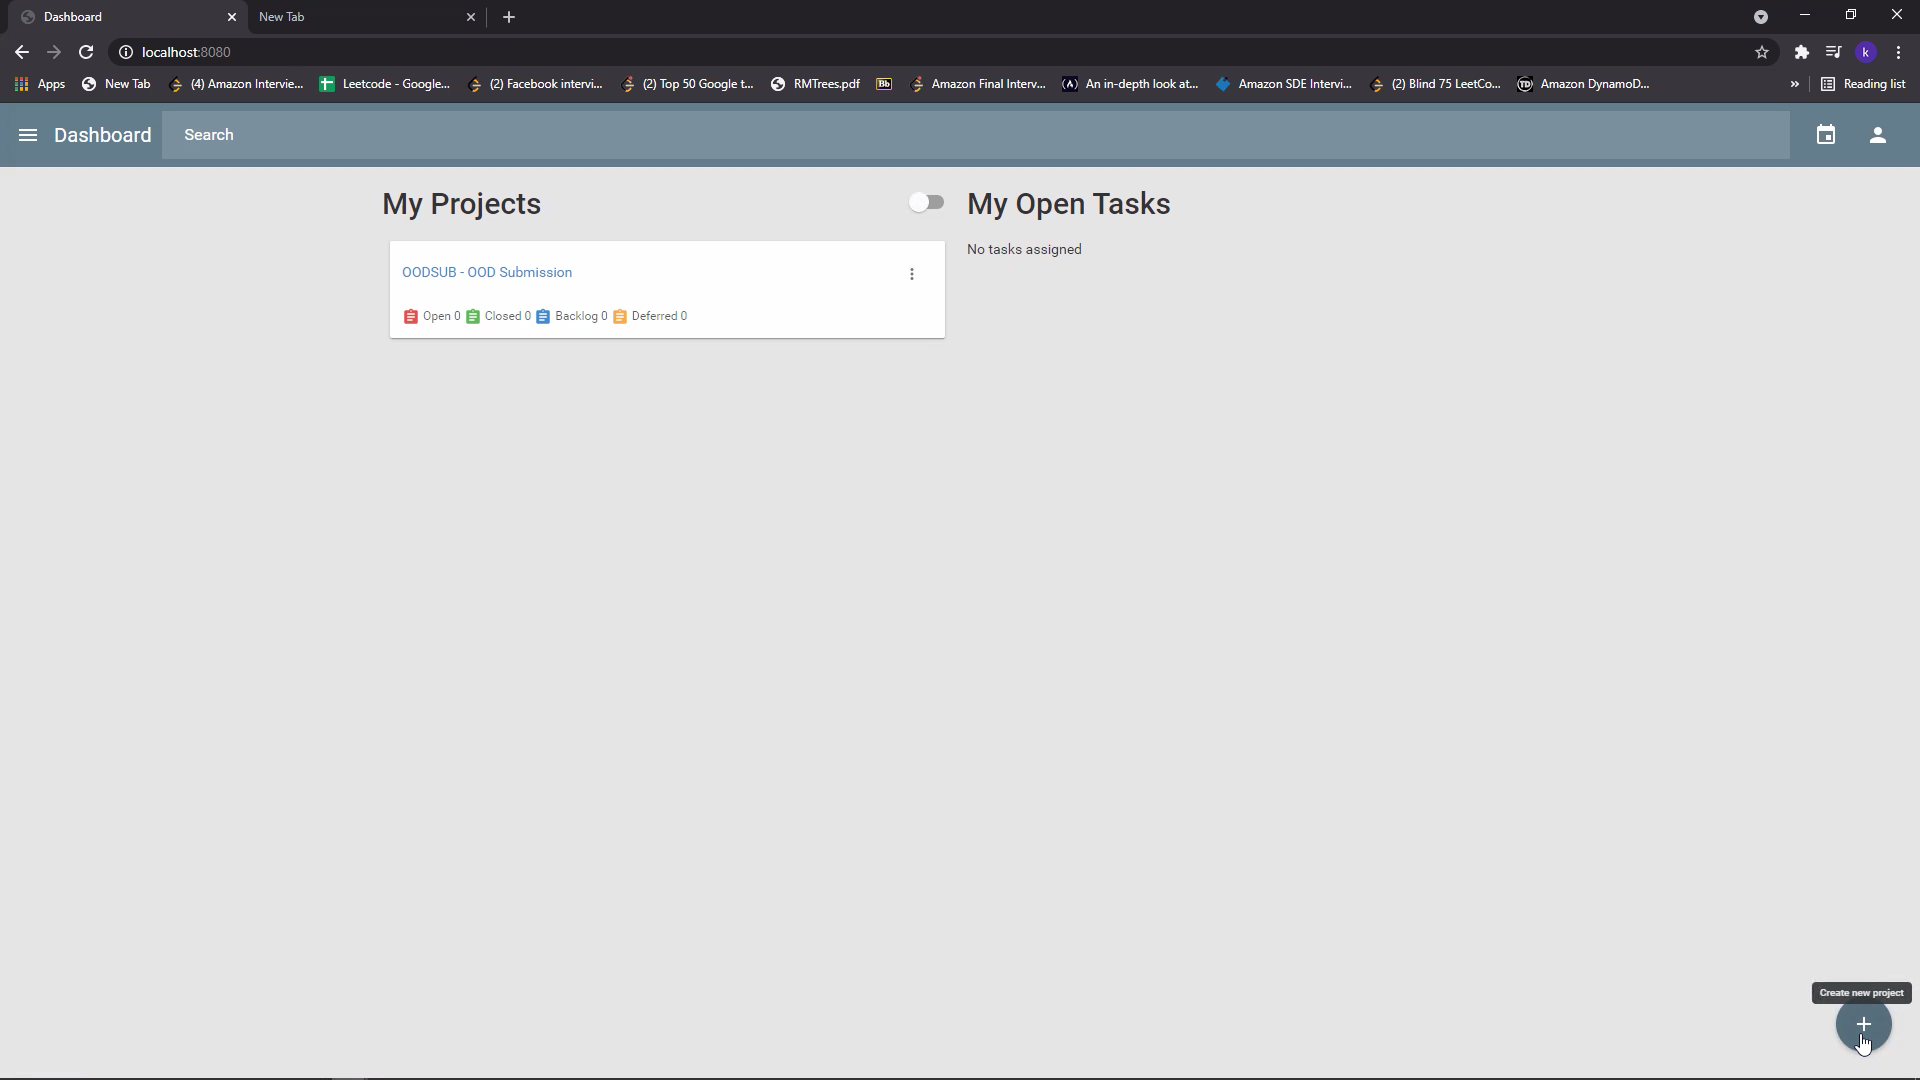 Dashboard
New Tab
localhost:8080
Apps
New Tab
(4) Amazon Intervie...
Leetcode - Google...
(2) Facebook intervi...
(2) Top 50 Google t...
RMTrees.pdf
Bb
Amazon Final Interv...
An in-depth look at...
Amazon SDE Intervi...
(2) Blind 75 LeetCo...
TD
Amazon DynamoD...
»
Reading list
k
Dashboard
Search
My Projects
My Open Tasks
OODSUB - OOD Submission
No tasks assigned
Open 0 Closed 0 Backlog 0 Deferred 0
Create new project